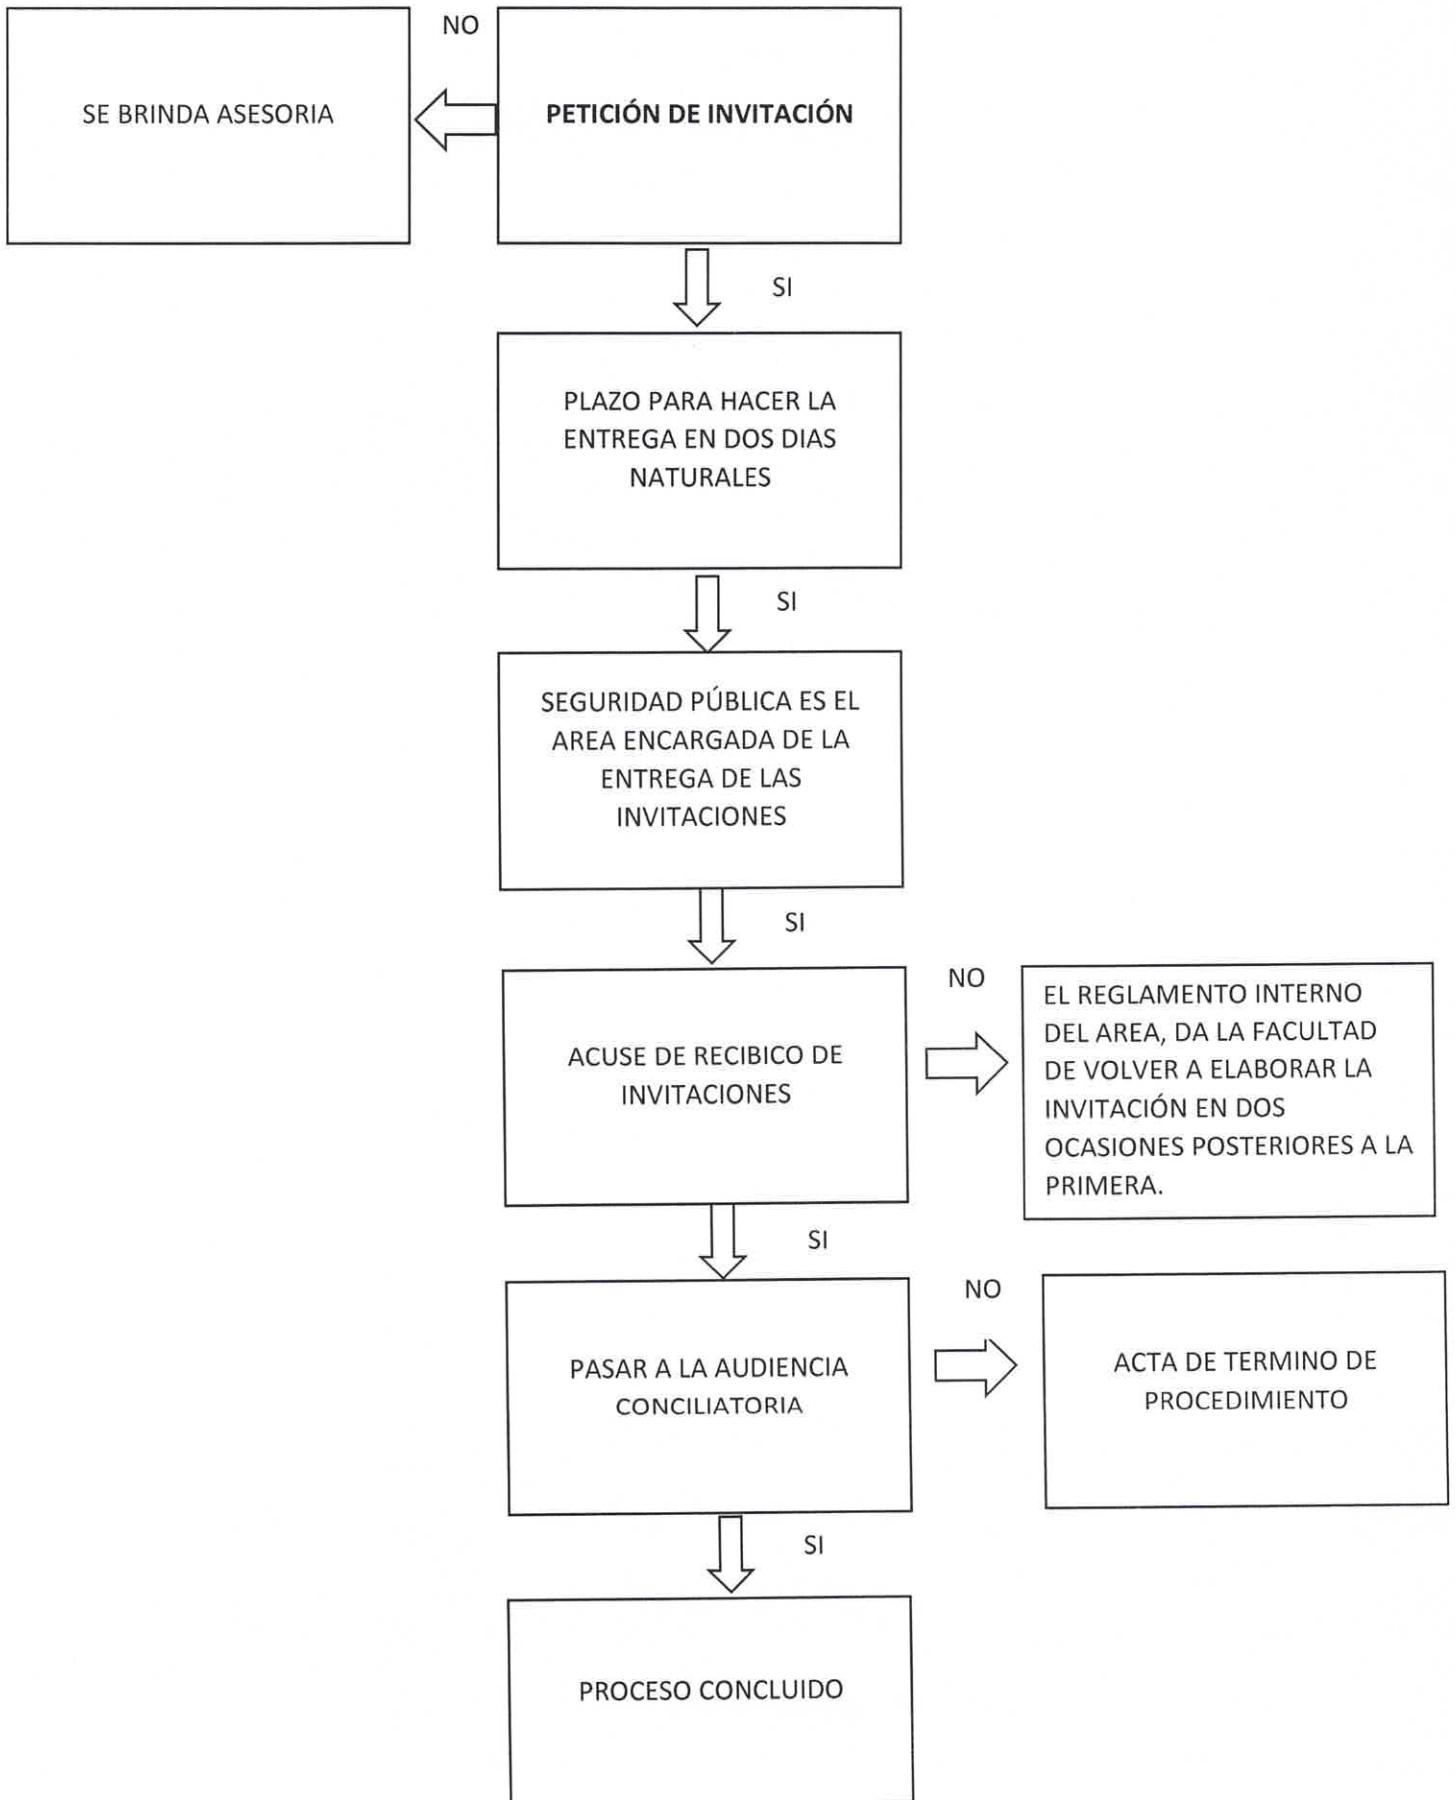 NO
SE BRINDA ASESORIA
PETICIÓN DE INVITACIÓN
SI
PLAZO PARA HACER LA
ENTREGA EN DOS DIAS
NATURALES
SI
SEGURIDAD PÚBLICA ES EL
AREA ENCARGADA DE LA
ENTREGA DE LAS
INVITACIONES
SI
ACUSE DE RECIBICO DE
INVITACIONES
NO
EL REGLAMENTO INTERNO
DEL AREA, DA LA FACULTAD
DE VOLVER A ELABORAR LA
INVITACIÓN EN DOS
OCASIONES POSTERIORES A LA
PRIMERA.
SI
PASAR A LA AUDIENCIA
CONCILIATORIA
NO
ACTA DE TERMINO DE
PROCEDIMIENTO
SI
PROCESO CONCLUIDO